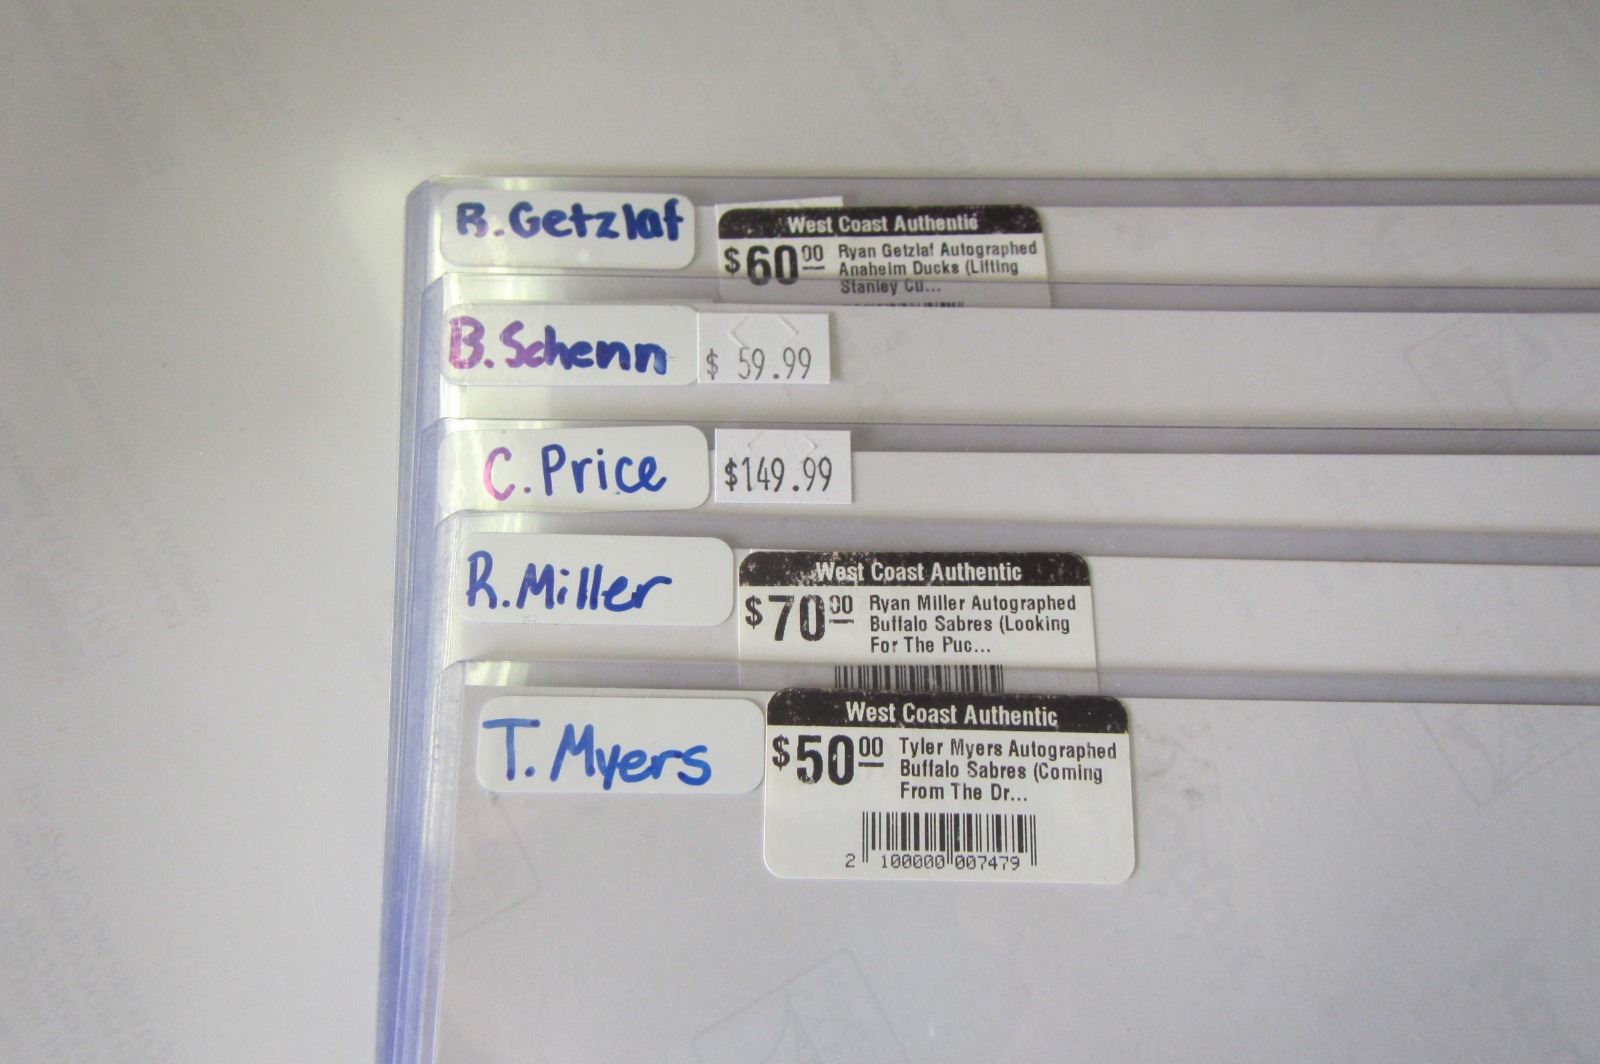 R. Getzlaf
West Coast Authentic
$60.00
Ryan Getzlaf Autographed
Anaheim Ducks (Lifting
Stanley Cu...
B. Schenn
$ 59.99
C. Price
$149.99
R. Miller
West Coast Authentic
$70.00
Ryan Miller Autographed
Buffalo Sabres (Looking
For The Puc...
T. Myers
West Coast Authentic
$50.00
Tyler Myers Autographed
Buffalo Sabres (Coming
From The Dr...
2 100000 007479